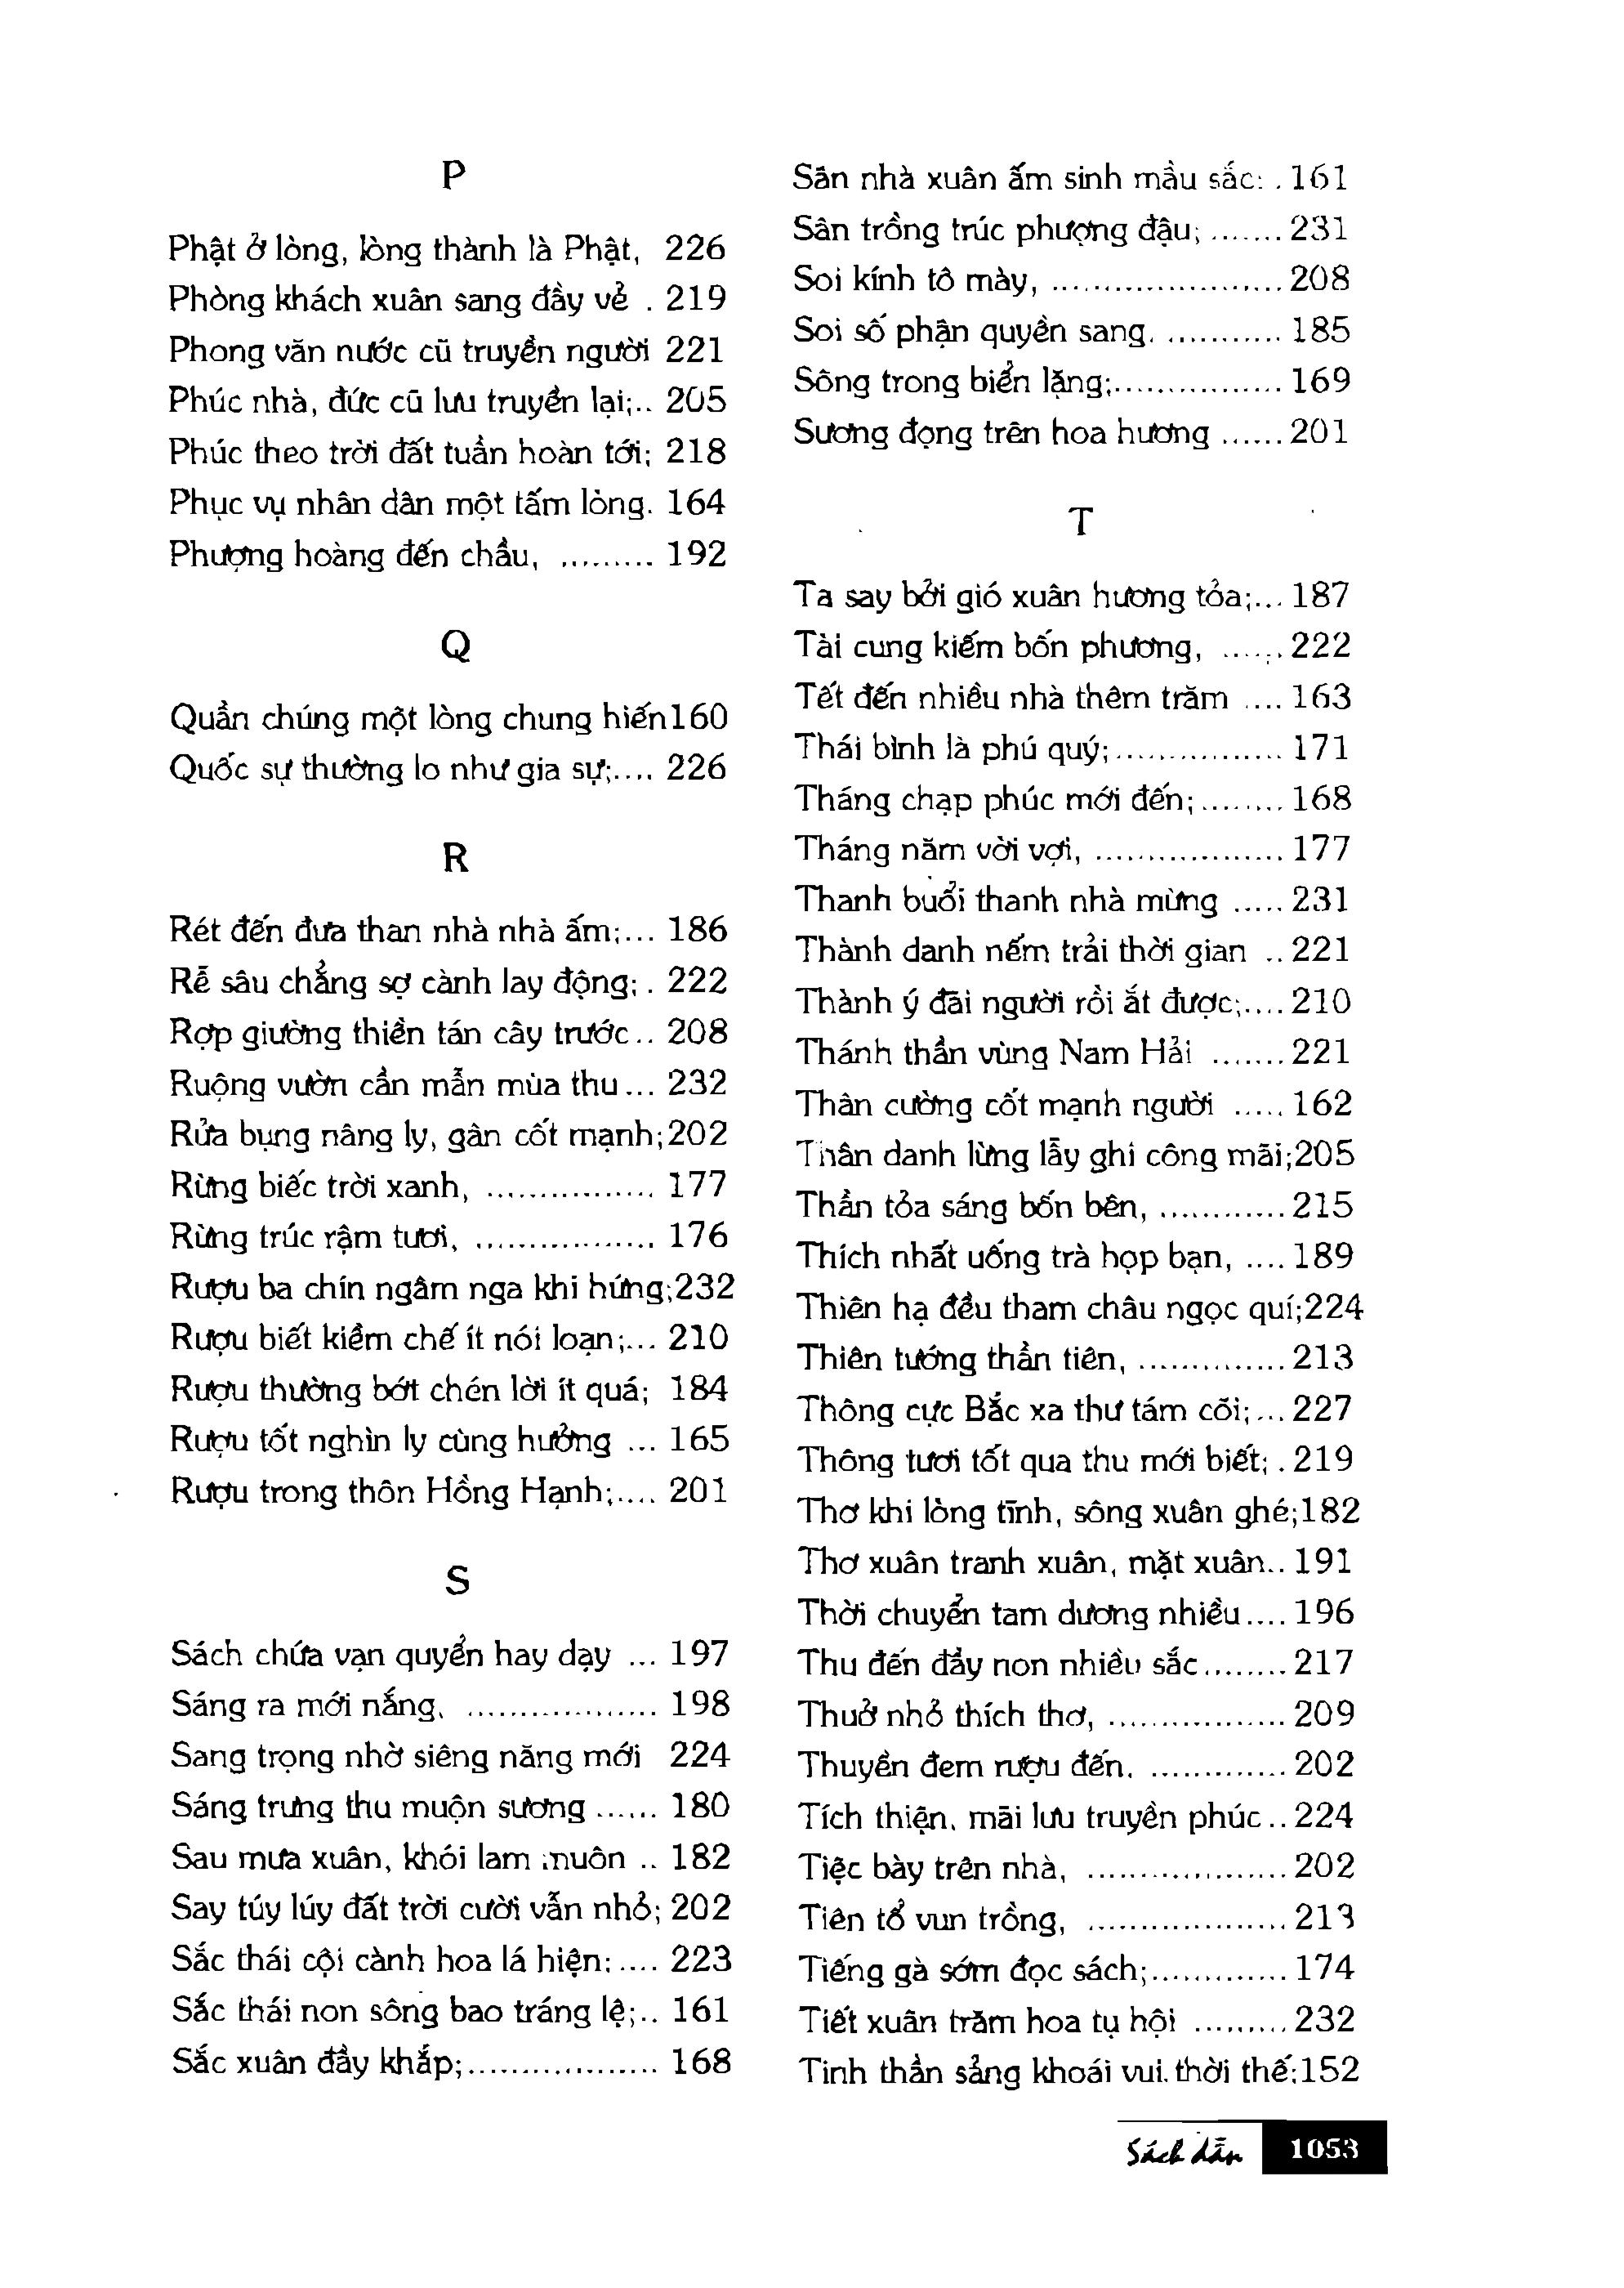 P
Phật ở lòng, lòng thành là Phật, 226
Phòng khách xuân sang đầy vẻ . 219
Phong văn nước cũ truyền người 221
Phúc nhà, đức cũ lưu truyền lại;.. 205
Phúc theo trời đất tuần hoàn tới; 218
Phục vụ nhân dân một tấm lòng. 164
Phượng hoàng đến chầu, ......... 192
Q
Quần chúng một lòng chung hiến160
Quốc sự thường lo như gia sự;.... 226
R
Rét đến đưa than nhà nhà ấm;... 186
Rễ sâu chẳng sợ cành lay động; . 222
Rợp giường thiền tán cây trước .. 208
Ruộng vườn cần mẫn mùa thu ... 232
Rửa bụng nâng ly, gân cốt mạnh;202
Rừng biếc trời xanh, ................ 177
Rừng trúc rậm tươi, ................. 176
Rượu ba chín ngâm nga khi hứng;232
Rượu biết kiềm chế ít nói loạn;... 210
Rượu thường bớt chén lời ít quá; 184
Rượu tốt nghìn ly cùng hưởng ... 165
Rượu trong thôn Hồng Hạnh;.... 201
S
Sách chứa vạn quyển hay dạy ... 197
Sáng ra mới nắng, .................. 198
Sang trọng nhờ siêng năng mới 224
Sáng trưng thu muộn sương ...... 180
Sau mưa xuân, khói lam muôn .. 182
Say túy lúy đất trời cười vẫn nhỏ; 202
Sắc thái cội cành hoa lá hiện; .... 223
Sắc thái non sông bao tráng lệ;.. 161
Sắc xuân đầy khắp;.................. 168
Sân nhà xuân ấm sinh mầu sắc; . 161
Sân trồng trúc phượng đậu; ....... 231
Soi kính tô mày, ...................... 208
Soi số phận quyền sang, ........... 185
Sông trong biển lặng;................ 169
Sương đọng trên hoa hương ...... 201
T
Ta say bởi gió xuân hương tỏa;... 187
Tài cung kiếm bốn phương, ...... 222
Tết đến nhiều nhà thêm trăm .... 163
Thái bình là phú quý;................ 171
Tháng chạp phúc mới đến;........ 168
Tháng năm vời vợi, .................. 177
Thanh buổi thanh nhà mừng ..... 231
Thành danh nếm trải thời gian .. 221
Thành ý đãi người rồi ắt được;.... 210
Thánh thần vùng Nam Hải ....... 221
Thân cường cốt mạnh người ..... 162
Thân danh lừng lẫy ghi công mãi;205
Thần tỏa sáng bốn bên, ............ 215
Thích nhất uống trà họp bạn, .... 189
Thiên hạ đều tham châu ngọc quí;224
Thiên tướng thần tiên, .............. 213
Thông cực Bắc xa thư tám cõi;... 227
Thông tươi tốt qua thu mới biết; . 219
Thơ khi lòng tĩnh, sông xuân ghé;182
Thơ xuân tranh xuân, mặt xuân.. 191
Thời chuyển tam dương nhiều .... 196
Thu đến đầy non nhiều sắc ........ 217
Thuở nhỏ thích thơ, ................. 209
Thuyền đem rượu đến, ............. 202
Tích thiện, mãi lưu truyền phúc .. 224
Tiệc bày trên nhà, ................... 202
Tiên tổ vun trồng, ................... 213
Tiếng gà sớm đọc sách;............. 174
Tiết xuân trăm hoa tụ hội ......... 232
Tinh thần sảng khoái vui thời thế;152
Sách dẫn 1053